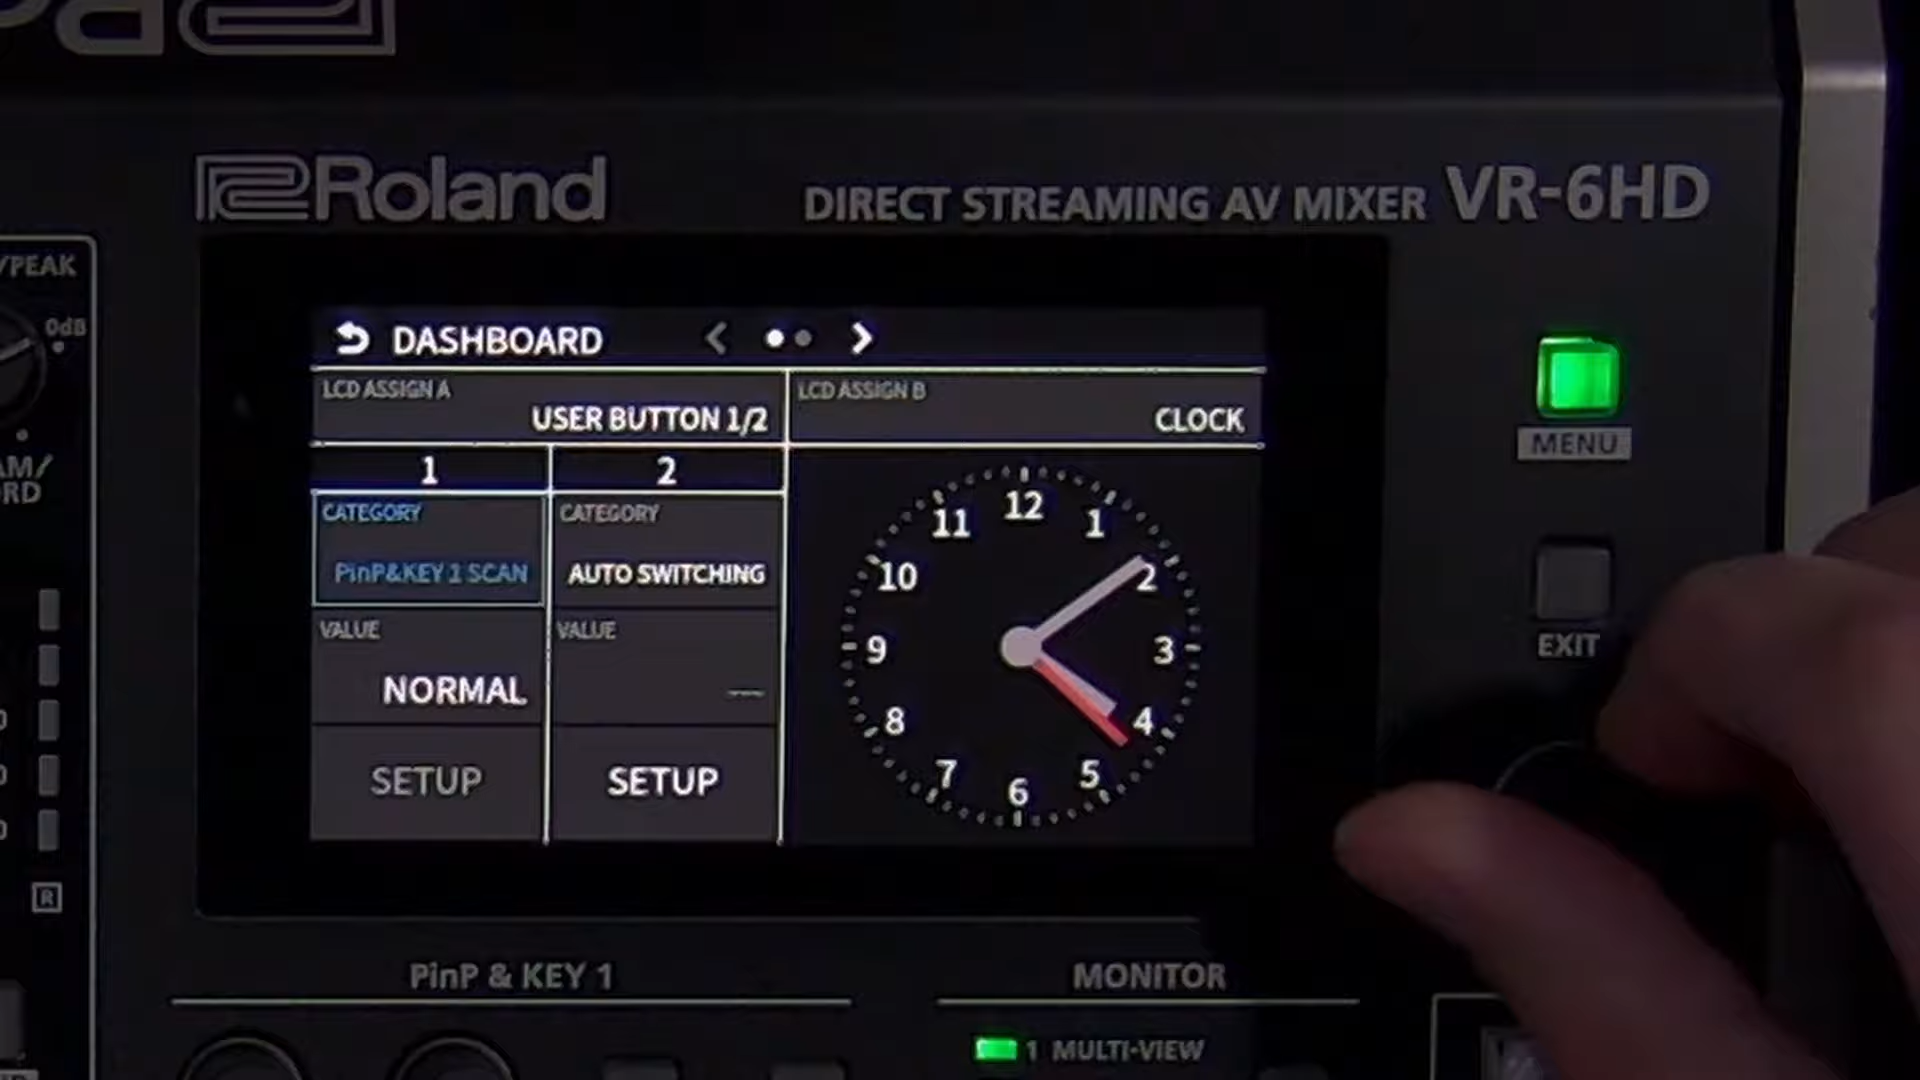 Roland
DIRECT STREAMING AV MIXER VR-6HD
/PEAK
0dB
DASHBOARD
LCD ASSIGN A
USER BUTTON 1/2
LCD ASSIGN B
CLOCK
1
2
CATEGORY
PinP&KEY 1 SCAN
CATEGORY
AUTO SWITCHING
VALUE
NORMAL
VALUE
---
SETUP
SETUP
12
1
2
3
4
5
6
7
8
9
10
11
MENU
EXIT
AM/
RD
R
PinP & KEY 1
MONITOR
1 MULTI-VIEW